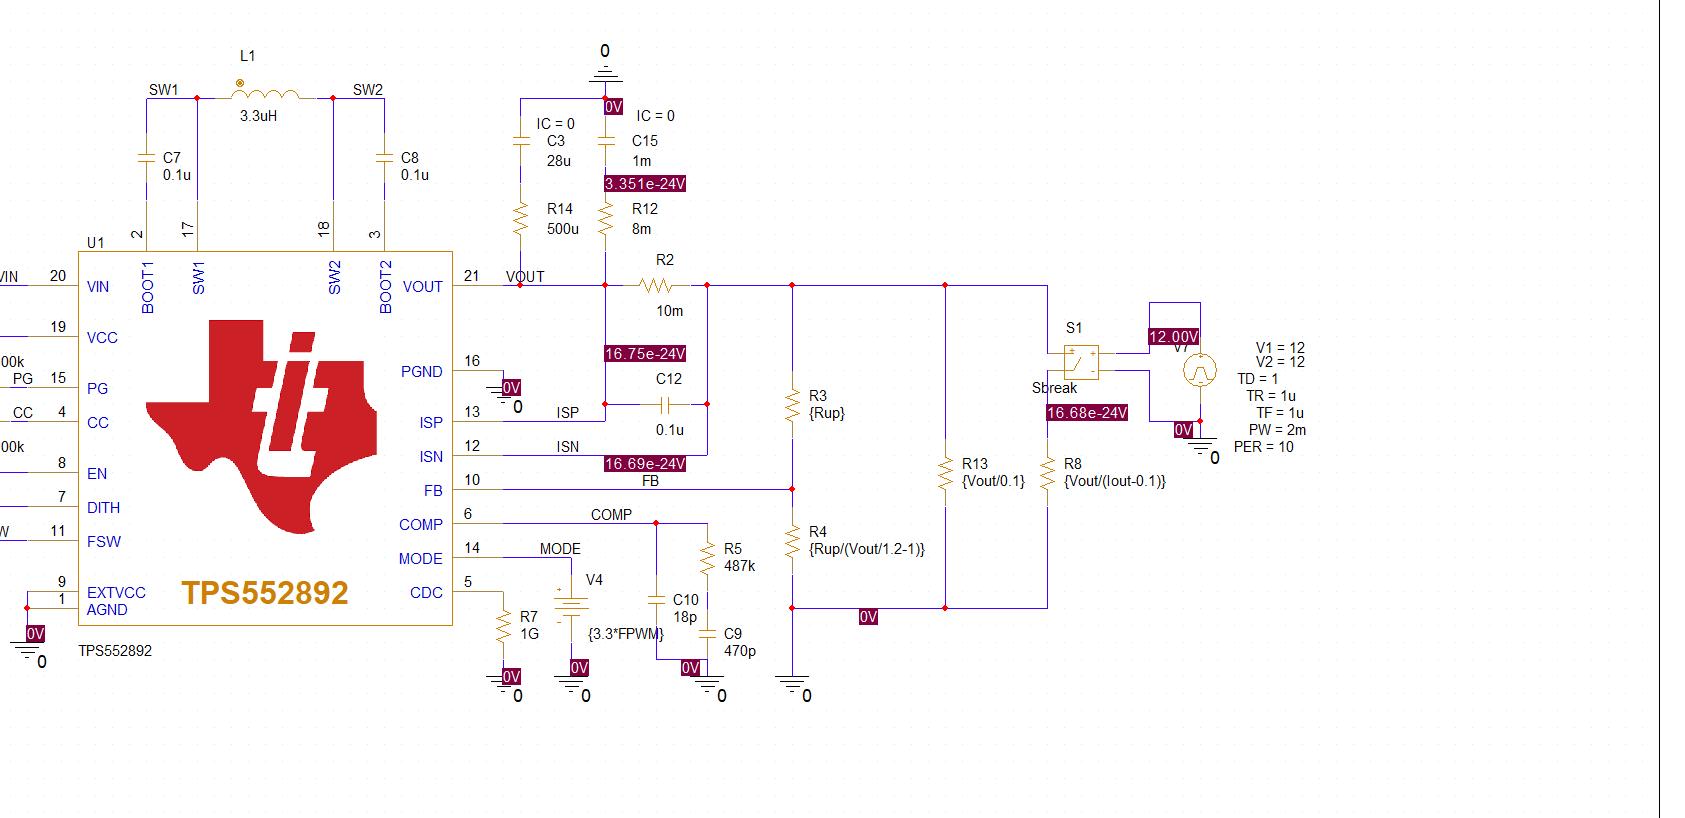 0
L1
SW1
SW2
3.3uH
0V
IC = 0
IC = 0
C3
28u
C15
1m
C7
0.1u
C8
0.1u
3.351e-24V
R14
500u
R12
8m
2
17
18
3
U1
BOOT1
SW1
SW2
BOOT2
VIN
20
VIN
VOUT
21
VOUT
R2
10m
19
VCC
00k
PG
15
PG
CC
4
CC
00k
8
EN
7
DITH
W
11
FSW
9
EXTVCC
1
AGND
0V
0
PGND
16
0V
0
ISP
13
ISP
ISN
12
ISN
FB
10
FB
COMP
6
COMP
MODE
14
MODE
CDC
5
TPS552892
TPS552892
16.75e-24V
C12
0.1u
16.69e-24V
R3
{Rup}
R4
{Rup/(Vout/1.2-1)}
R5
487k
C10
18p
C9
470p
V4
{3.3*FPWM}
R7
1G
0V
0
0V
0
0V
0
0
0V
R13
{Vout/0.1}
R8
{Vout/(Iout-0.1)}
S1
Sbreak
16.68e-24V
12.00V
V7
0V
0
V1 = 12
V2 = 12
TD = 1
TR = 1u
TF = 1u
PW = 2m
PER = 10